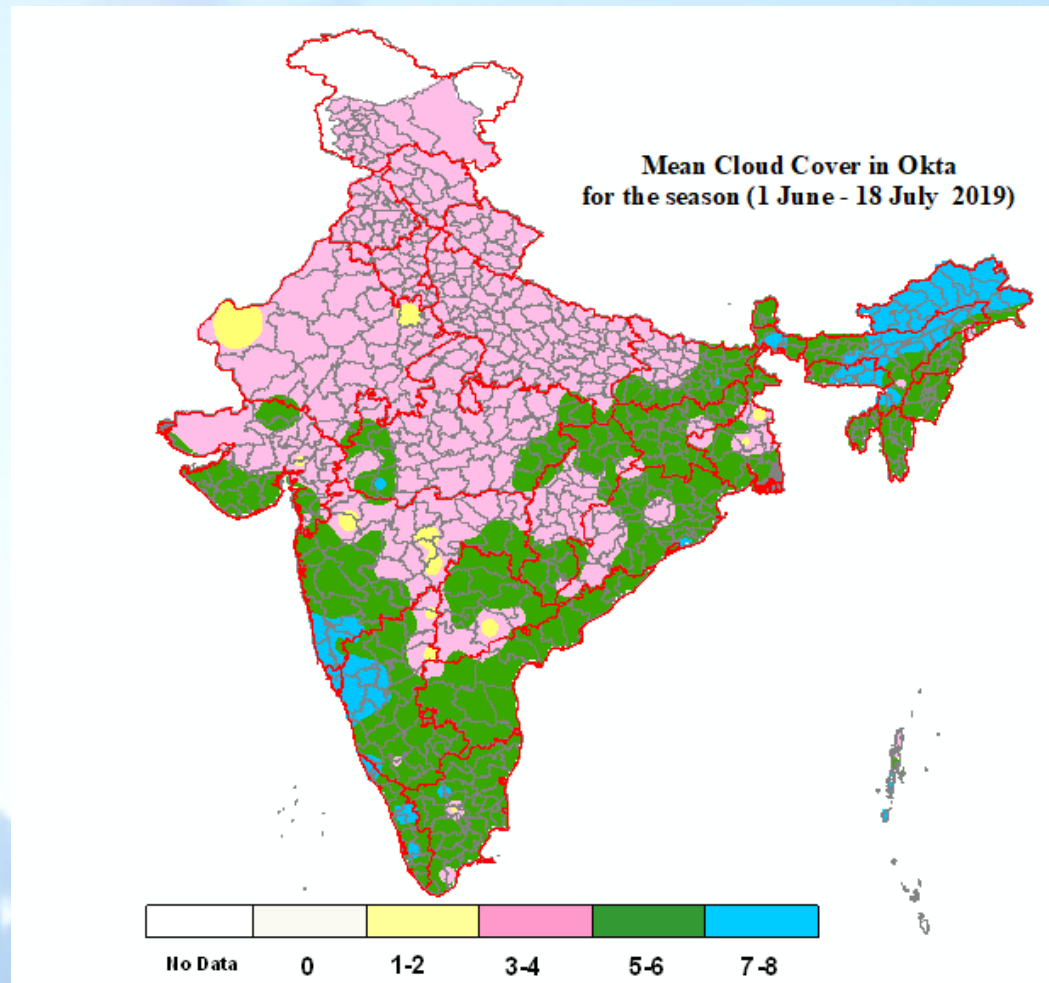 Mean Cloud Cover in Okta
for the season (1 June - 18 July 2019)
No Data 0 1-2 3-4 5-6 7-8